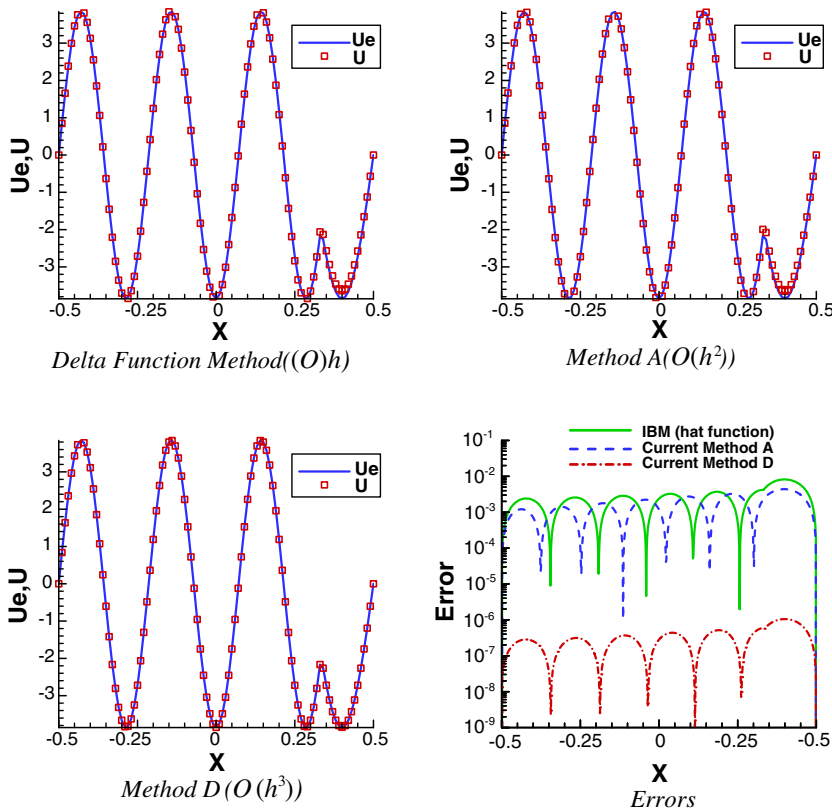 3
2
1
0
-1
-2
-3
Ue,U
Ue
U
-0.5
-0.25
0
0.25
0.5
X
Delta Function Method((O)h)
3
2
1
0
-1
-2
-3
Ue,U
Ue
U
-0.5
-0.25
0
0.25
0.5
X
Method A(O(h²))
3
2
1
0
-1
-2
-3
Ue,U
Ue
U
-0.5
-0.25
0
0.25
0.5
X
Method D (O (h³))
IBM (hat function)
Current Method A
Current Method D
10⁻¹
10⁻²
10⁻³
10⁻⁴
10⁻⁵
10⁻⁶
10⁻⁷
10⁻⁸
10⁻⁹
Error
-0.5
-0.25
0
-0.25
-0.5
X
Errors